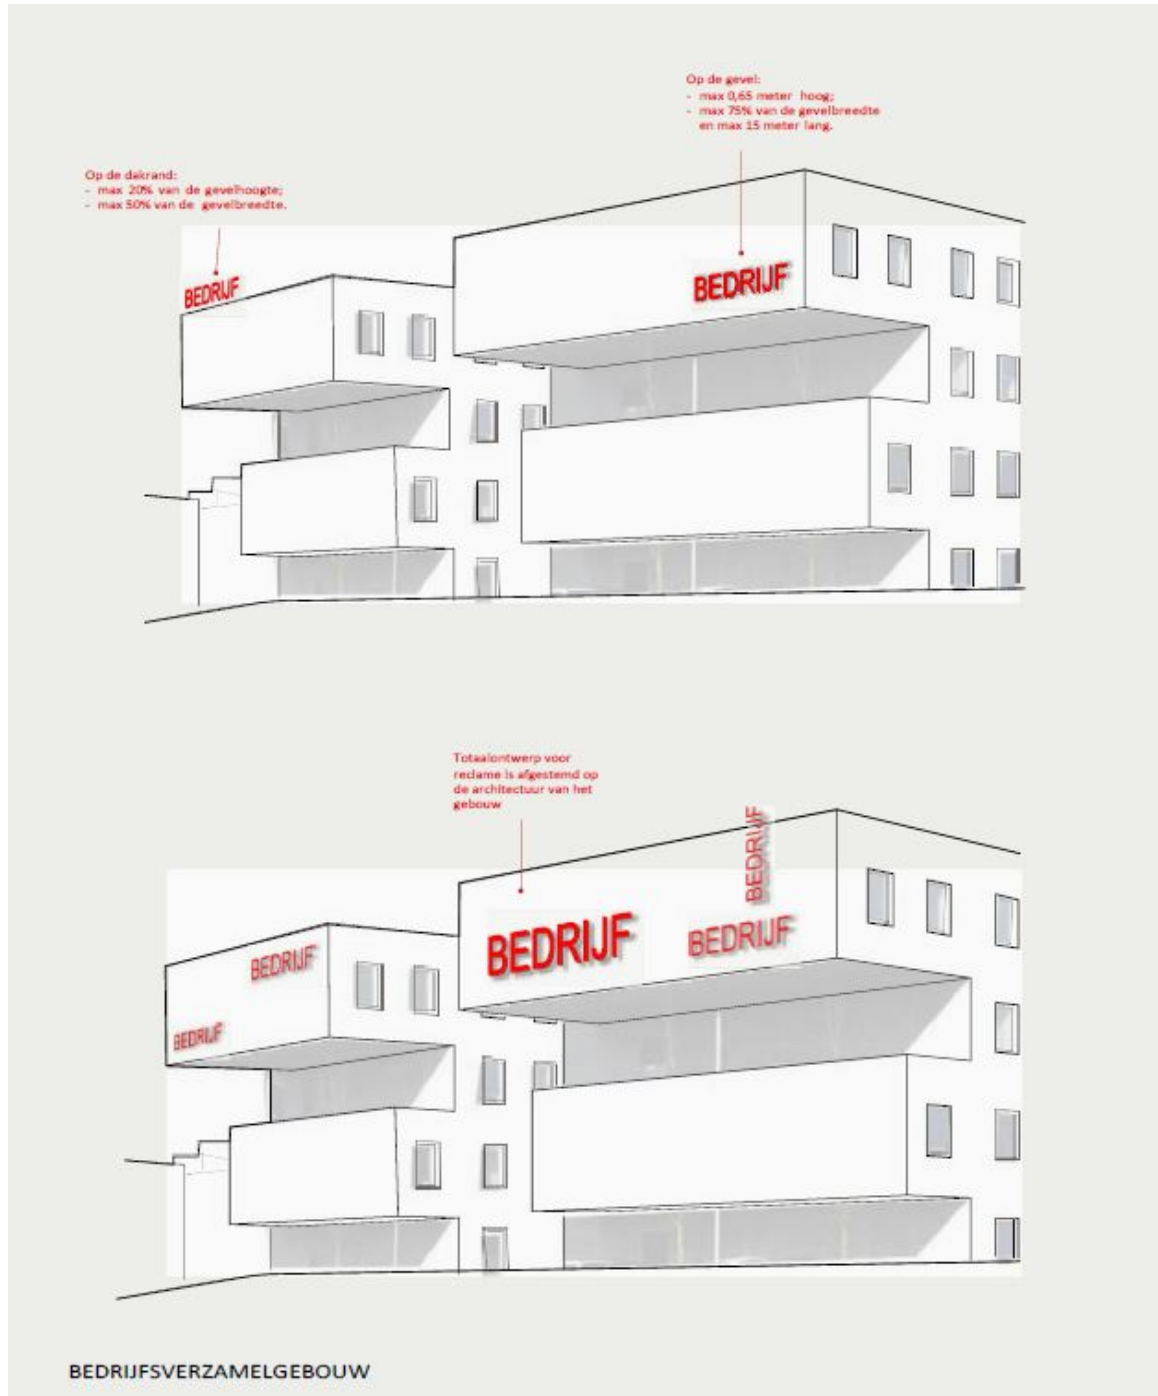 Op de gevel:
- max 0,65 meter hoog;
- max 75% van de gevelbreedte
en max 15 meter lang.
Op de dakrand:
- max 20% van de gevelhoogte;
- max 50% van de gevelbreedte.
BEDRIJF
BEDRIJF
Totaalontwerp voor
reclame is afgestemd op
de architectuur van het
gebouw
BEDRIJF
BEDRIJF
BEDRIJF
BEDRIJF
BEDRIJF
BEDRIJFSVERZAMELGEBOUW